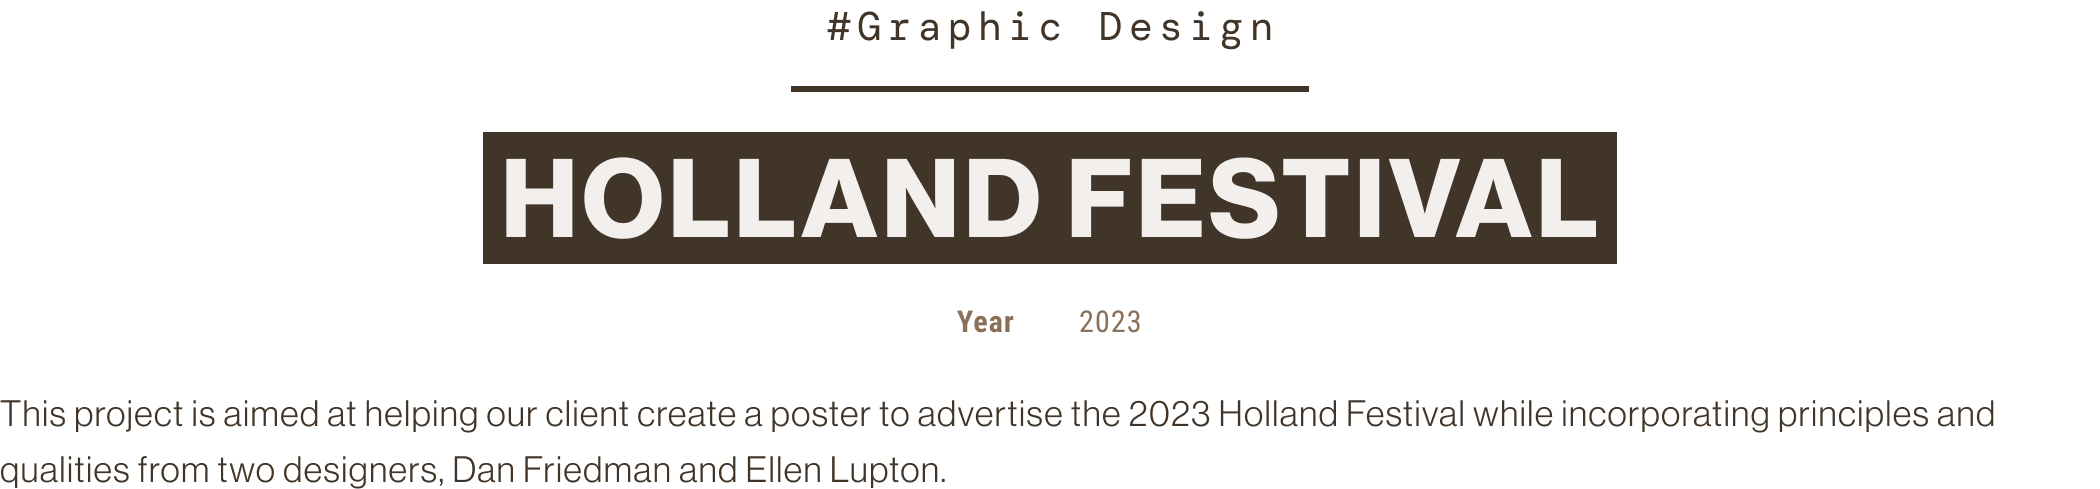 #Graphic Design
HOLLAND FESTIVAL
Year 2023
This project is aimed at helping our client create a poster to advertise the 2023 Holland Festival while incorporating principles and
qualities from two designers, Dan Friedman and Ellen Lupton.